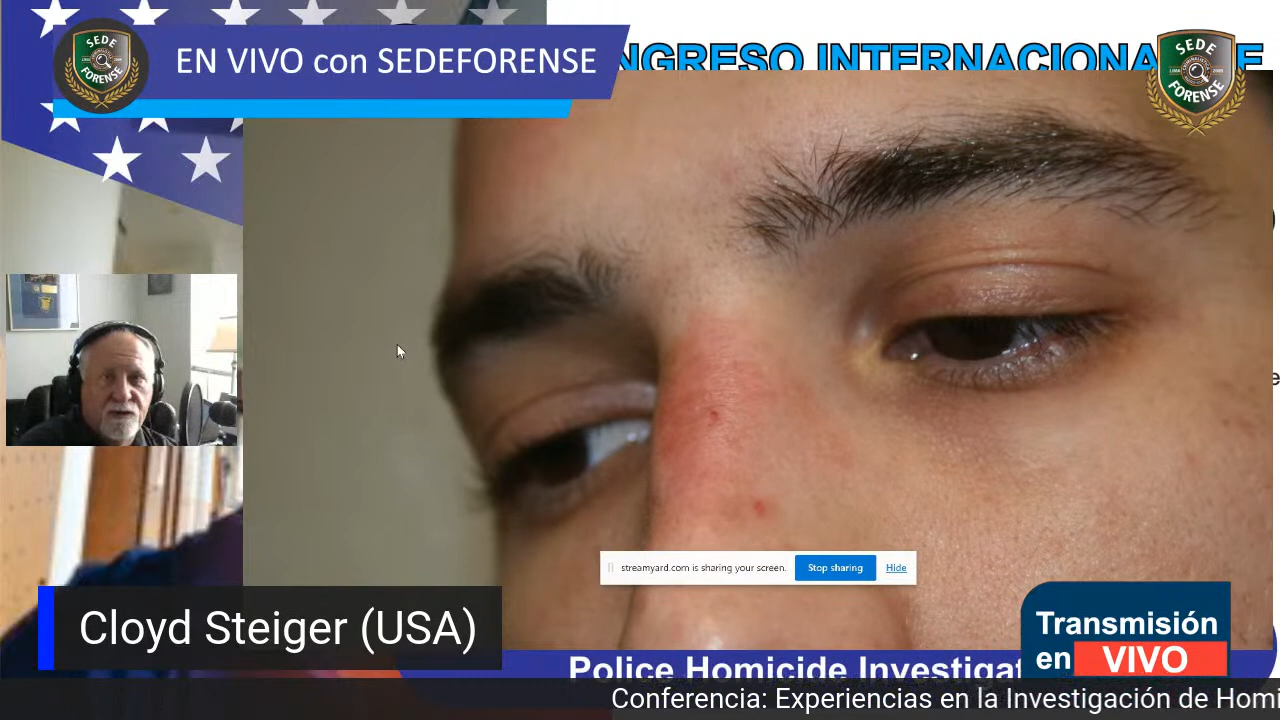 EN VIVO con SEDEFORENSE
SEDE
FORENSE
NGRESO INTERNACIONA
E
SEDE
FORENSE
streamyard.com is sharing your screen.
Stop sharing
Hide
Cloyd Steiger (USA)
Transmisión
en VIVO
Police Homicide Investigat
Conferencia: Experiencias en la Investigación de Homi